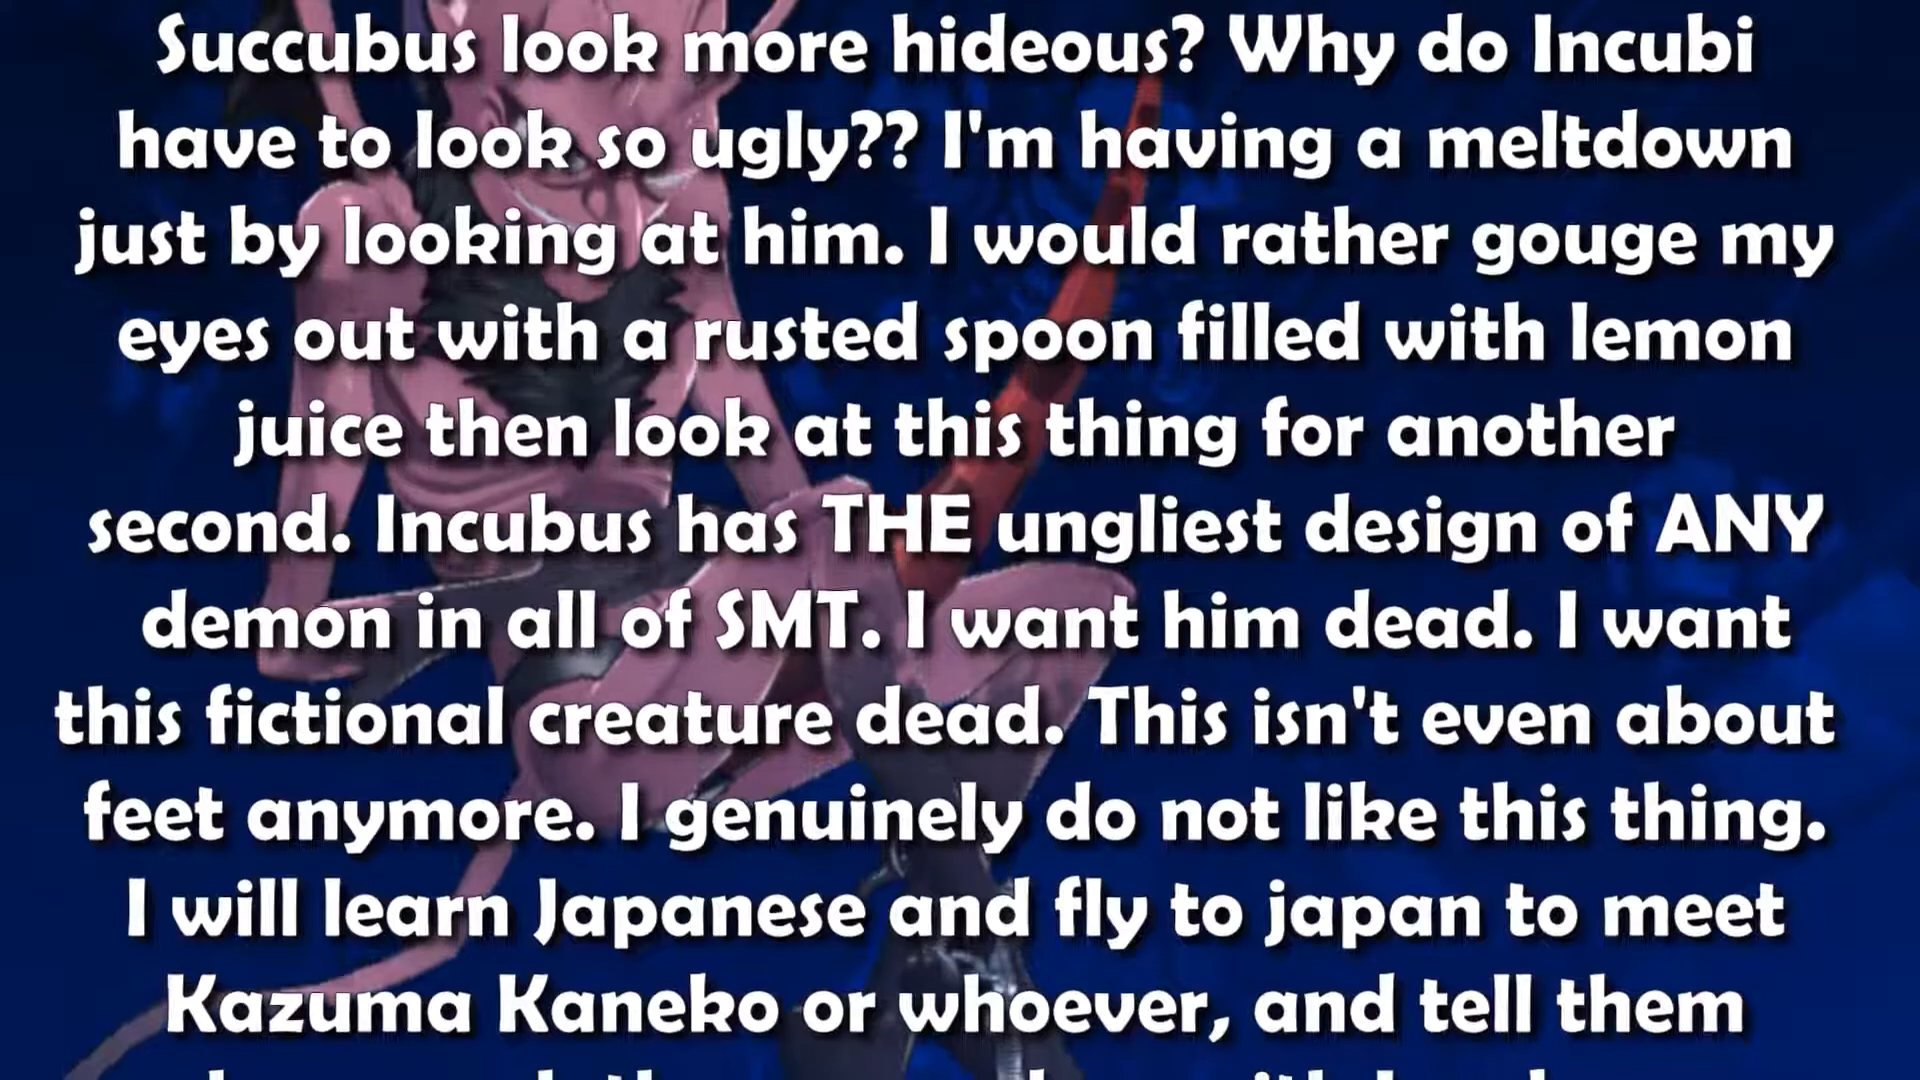 Succubus look more hideous? Why do Incubi
have to look so ugly?? I'm having a meltdown
just by looking at him. I would rather gouge my
eyes out with a rusted spoon filled with lemon
juice then look at this thing for another
second. Incubus has THE ungliest design of ANY
demon in all of SMT. I want him dead. I want
this fictional creature dead. This isn't even about
feet anymore. I genuinely do not like this thing.
I will learn Japanese and fly to japan to meet
Kazuma Kaneko or whoever, and tell them